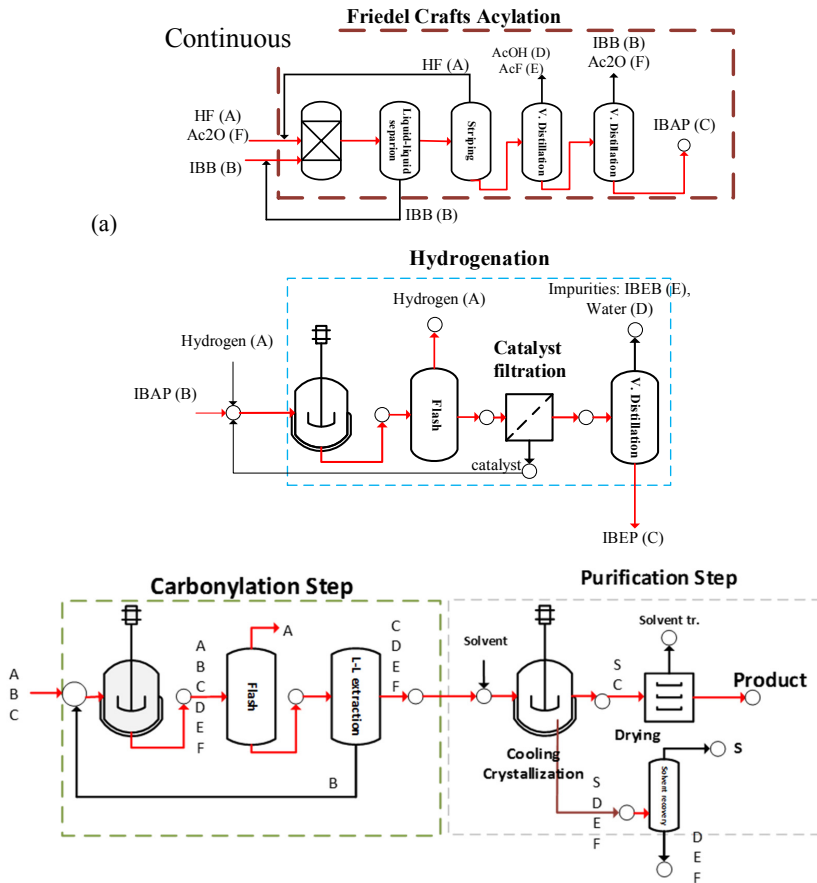 Friedel Crafts Acylation
Continuous
HF (A)
AcOH (D)
AcF (E)
IBB (B)
Ac2O (F)
HF (A)
Ac2O (F)
IBB (B)
Liquid-liquid
separion
Striping
V. Distillation
V. Distillation
IBAP (C)
IBB (B)
(a)
Hydrogenation
Hydrogen (A)
Impurities: IBEB (E),
Water (D)
Hydrogen (A)
IBAP (B)
Flash
Catalyst
filtration
V. Distillation
catalyst
IBEP (C)
Carbonylation Step
Purification Step
A
B
C
A
B
C
D
E
F
A
Flash
L-L extraction
C
D
E
F
B
Solvent
Cooling
Crystallization
S
C
Solvent tr.
Drying
Product
S
D
E
F
Solvent recovery
S
D
E
F